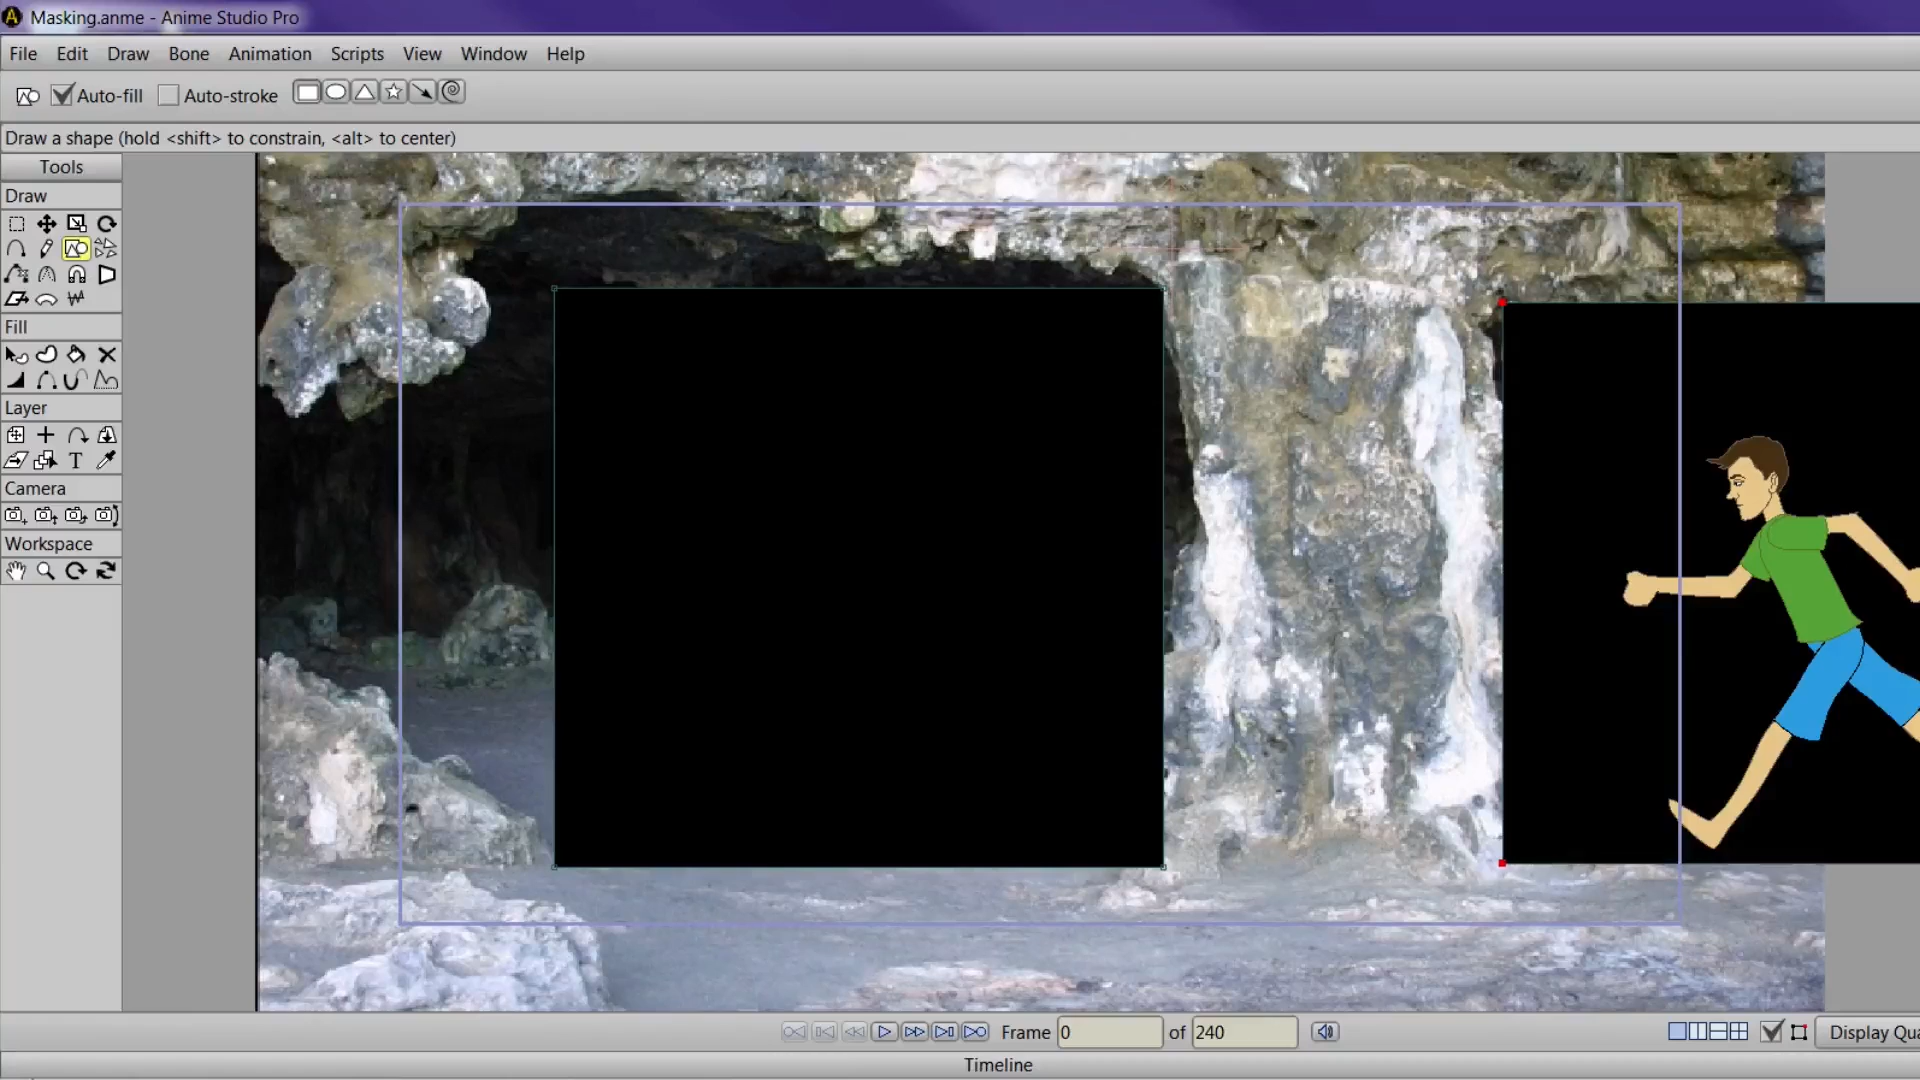 Masking.anme - Anime Studio Pro
File Edit Draw Bone Animation Scripts View Window Help
Auto-fill Auto-stroke
Draw a shape (hold <shift> to constrain, <alt> to center)
Tools
Draw
Fill
Layer
T
Camera
Workspace
Frame 0 of 240 Display Qua
Timeline